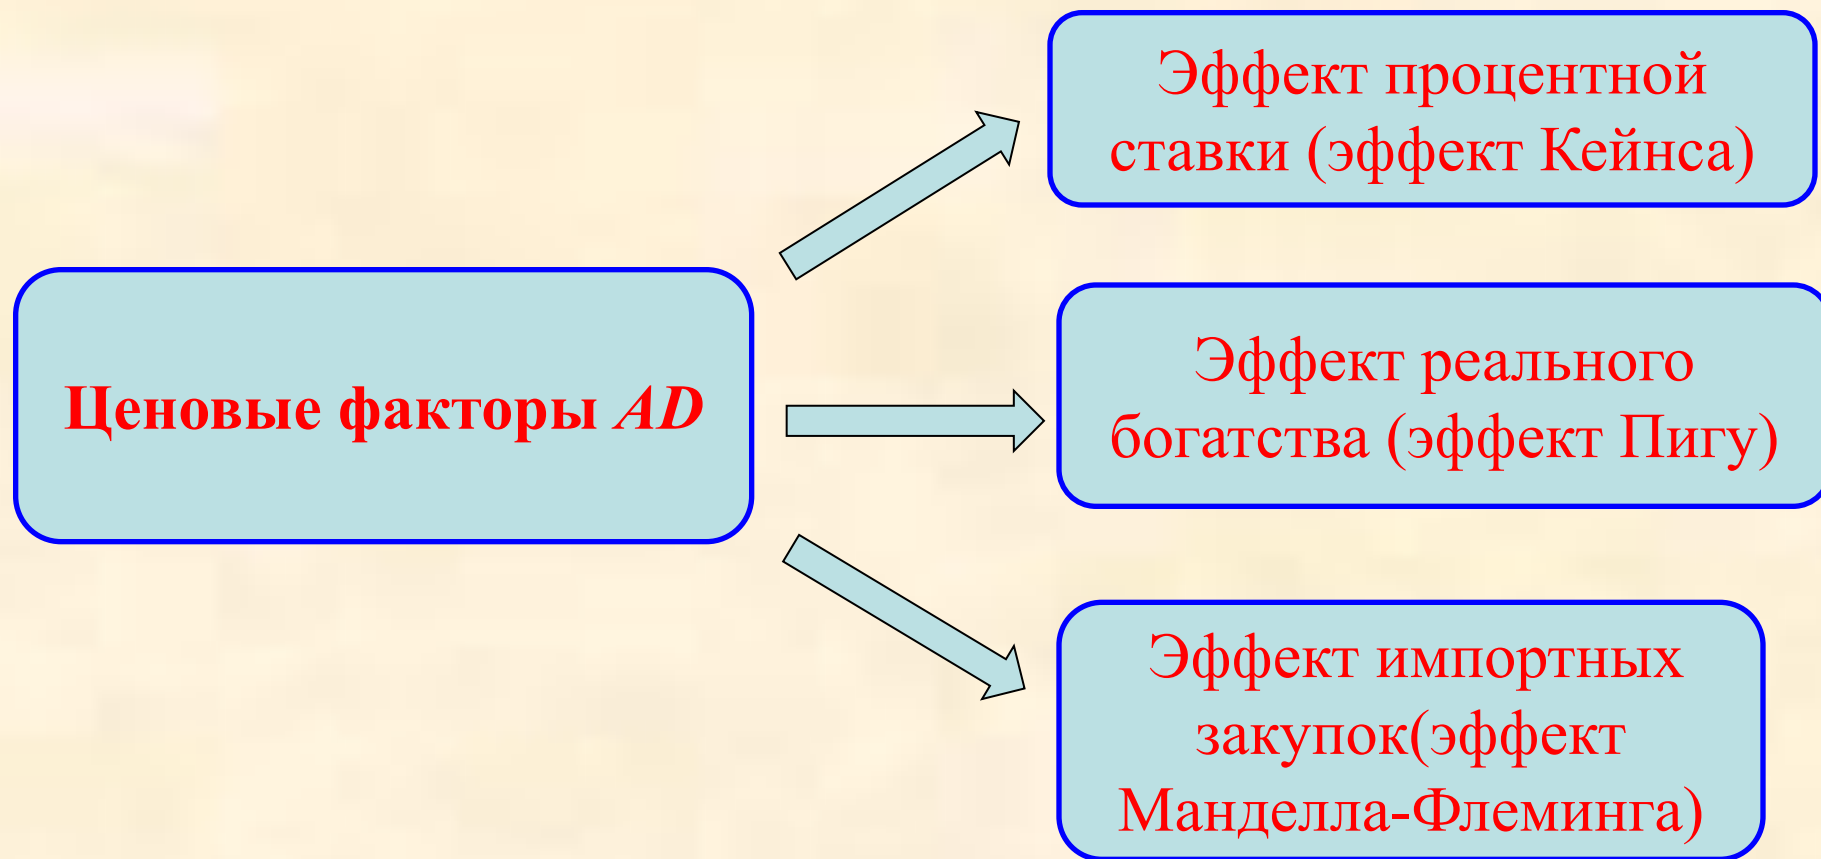 Эффект процентной
ставки (эффект Кейнса)
Ценовые факторы AD
Эффект реального
богатства (эффект Пигу)
Эффект импортных
закупок(эффект
Манделла-Флеминга)